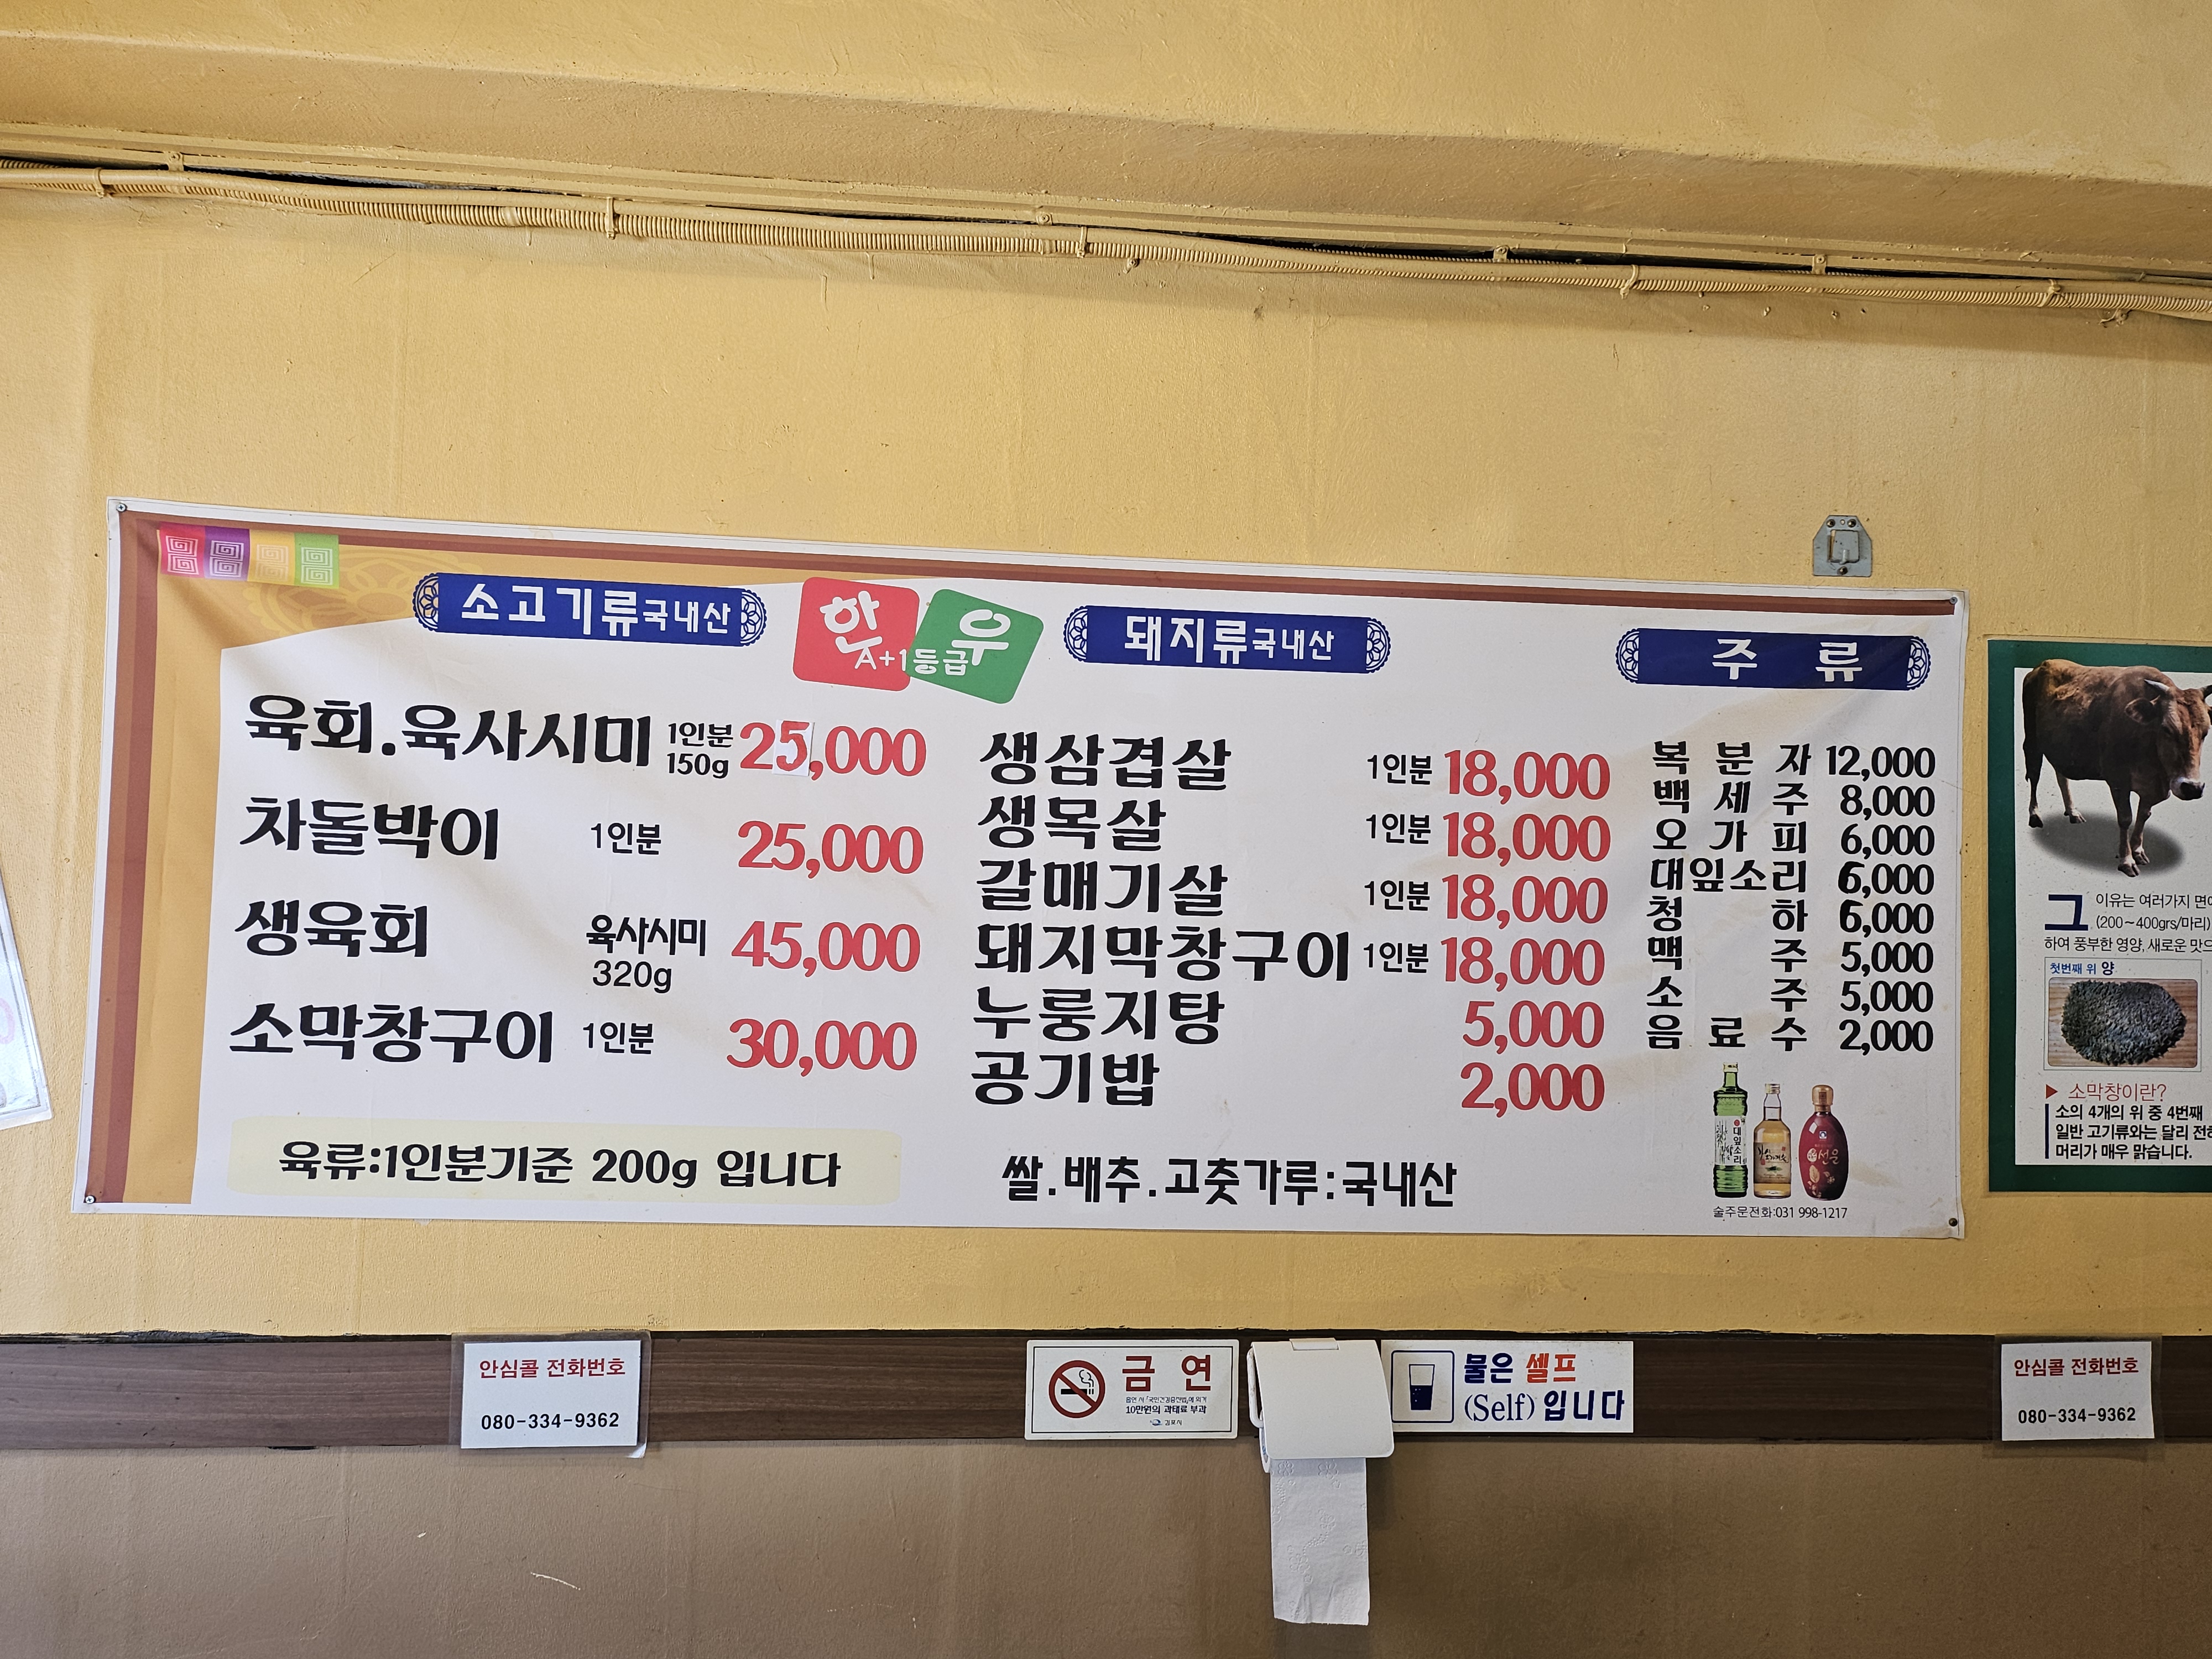 소고기류국내산
한우
A+1등급
육회.육사시미 1인분 150g 25,000
차돌박이 1인분 25,000
생육회 육사시미 320g 45,000
소막창구이 1인분 30,000
육류:1인분기준 200g 입니다
돼지류국내산
생삼겹살 1인분 18,000
생목살 1인분 18,000
갈매기살 1인분 18,000
돼지막창구이 1인분 18,000
누룽지탕 5,000
공기밥 2,000
쌀.배추.고춧가루:국내산
주류
복분자 12,000
백세주 8,000
오가피 6,000
대잎소리 6,000
청하 6,000
맥주 5,000
소주 5,000
음료수 2,000
대잎소리
선운
술주문전화:031 998-1217
그 이유는 여러가지 면에
(200~400grs/마리)
하여 풍부한 영양, 새로운 맛으
첫번째 위 양
▶ 소막창이란?
소의 4개의 위 중 4번째
일반 고기류와는 달리 전하
머리가 매우 맑습니다.
안심콜 전화번호
080-334-9362
금연
10만원의 과태료 부과
김포시
물은 셀프
(Self)입니다
안심콜 전화번호
080-334-9362